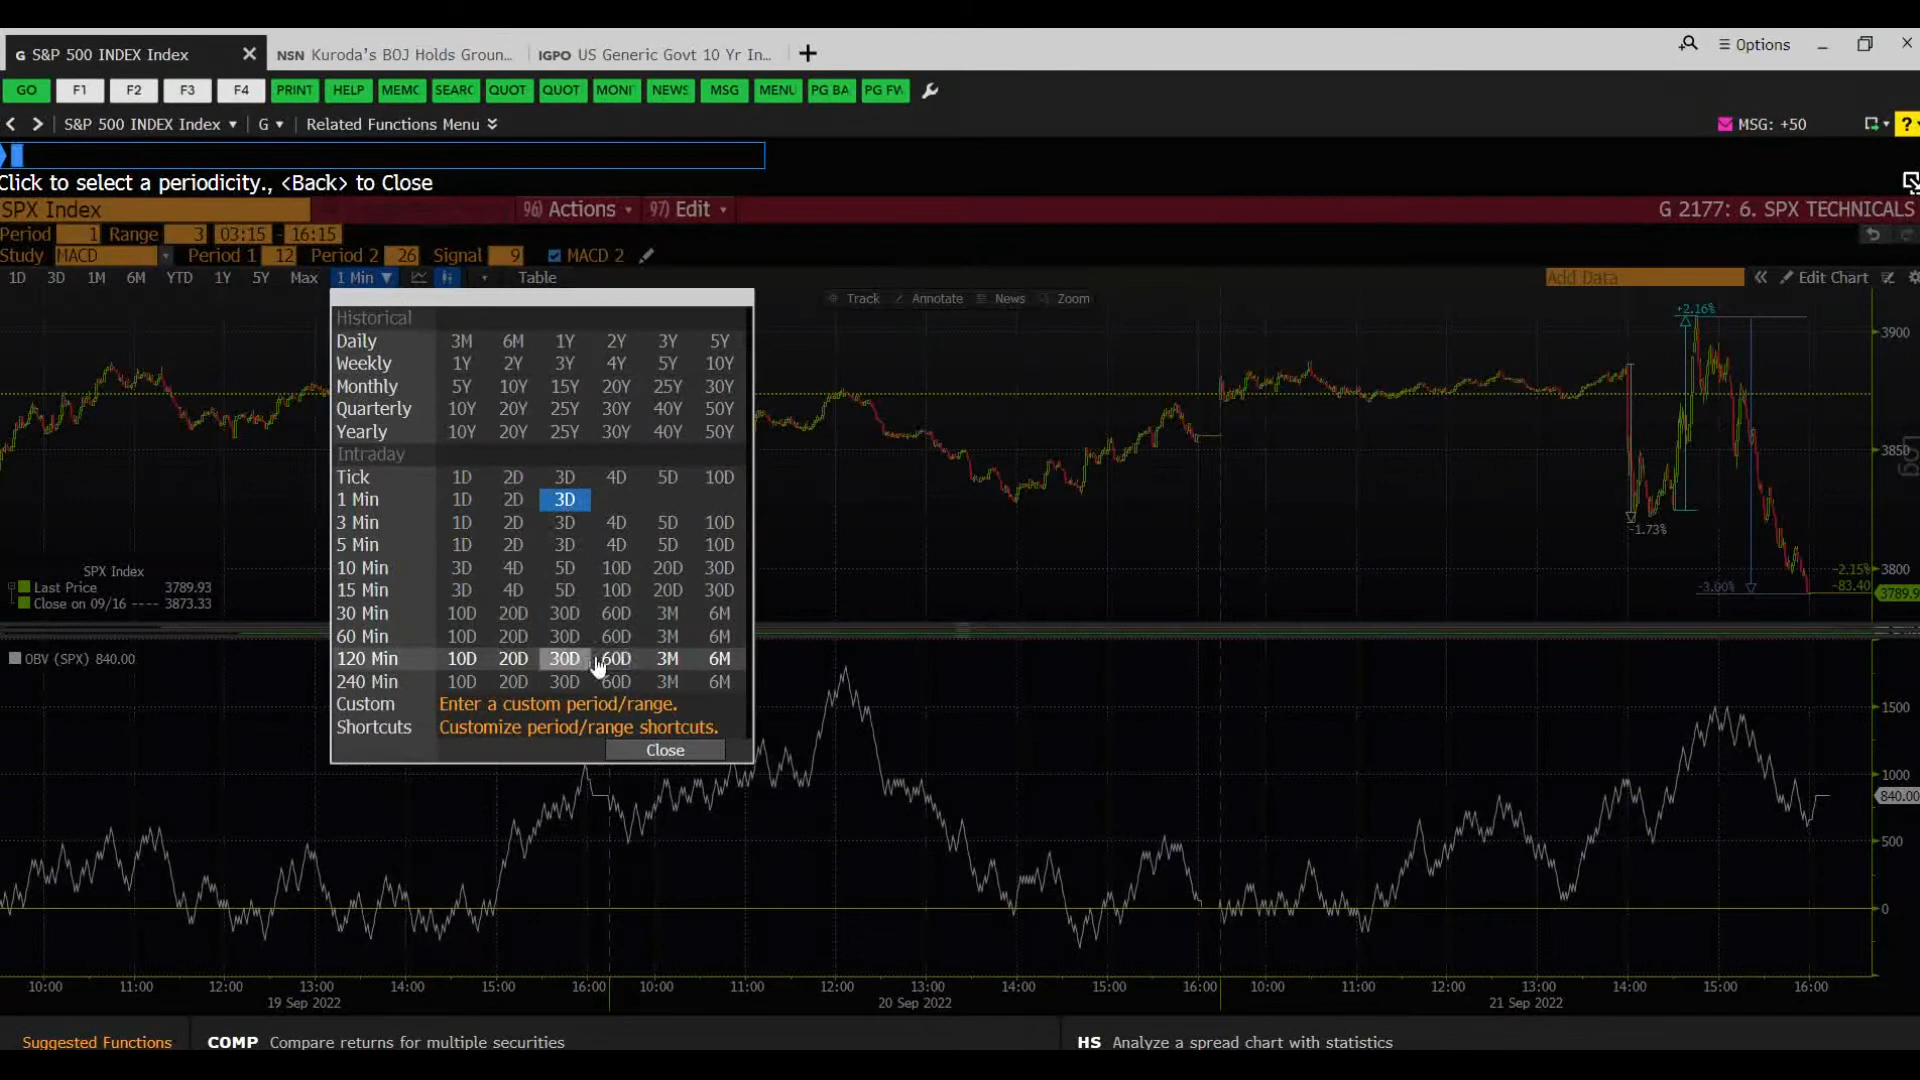 G S&P 500 INDEX Index
NSN Kuroda's BOJ Holds Groun...
IGPO US Generic Govt 10 Yr In...
Options
GO F1 F2 F3 F4 PRINT HELP MEMC SEARC QUOT QUOT MONI NEWS MSG MENU PG BA PG FW
S&P 500 INDEX Index G Related Functions Menu MSG: +50 ?
Click to select a periodicity., <Back> to Close
SPX Index 96) Actions 97) Edit G 2177: 6. SPX TECHNICALS
Period 1 Range 3 03:15 - 16:15
Study MACD Period 1 12 Period 2 26 Signal 9 MACD 2
1D 3D 1M 6M YTD 1Y 5Y Max 1 Min Table Add Data Edit Chart
Track Annotate News Zoom
Historical
Daily 3M 6M 1Y 2Y 3Y 5Y
Weekly 1Y 2Y 3Y 4Y 5Y 10Y
Monthly 5Y 10Y 15Y 20Y 25Y 30Y
Quarterly 10Y 20Y 25Y 30Y 40Y 50Y
Yearly 10Y 20Y 25Y 30Y 40Y 50Y
Intraday
Tick 1D 2D 3D 4D 5D 10D
1 Min 1D 2D 3D
3 Min 1D 2D 3D 4D 5D 10D
5 Min 1D 2D 3D 4D 5D 10D
10 Min 3D 4D 5D 10D 20D 30D
15 Min 3D 4D 5D 10D 20D 30D
30 Min 10D 20D 30D 60D 3M 6M
60 Min 10D 20D 30D 60D 3M 6M
120 Min 10D 20D 30D 60D 3M 6M
240 Min 10D 20D 30D 60D 3M 6M
Custom Enter a custom period/range.
Shortcuts Customize period/range shortcuts.
Close
SPX Index
Last Price 3789.93
Close on 09/16 ---- 3873.33
+2.16%
-1.73%
-3.00%
-2.15%
-83.40
3900
3850
3800
3789.9
Log
OBV (SPX) 840.00
1500
1000
840.00
500
0
10:00 11:00 12:00 13:00 14:00 15:00 16:00 10:00 11:00 12:00 13:00 14:00 15:00 16:00 10:00 11:00 12:00 13:00 14:00 15:00 16:00
19 Sep 2022 20 Sep 2022 21 Sep 2022
Suggested Functions COMP Compare returns for multiple securities HS Analyze a spread chart with statistics